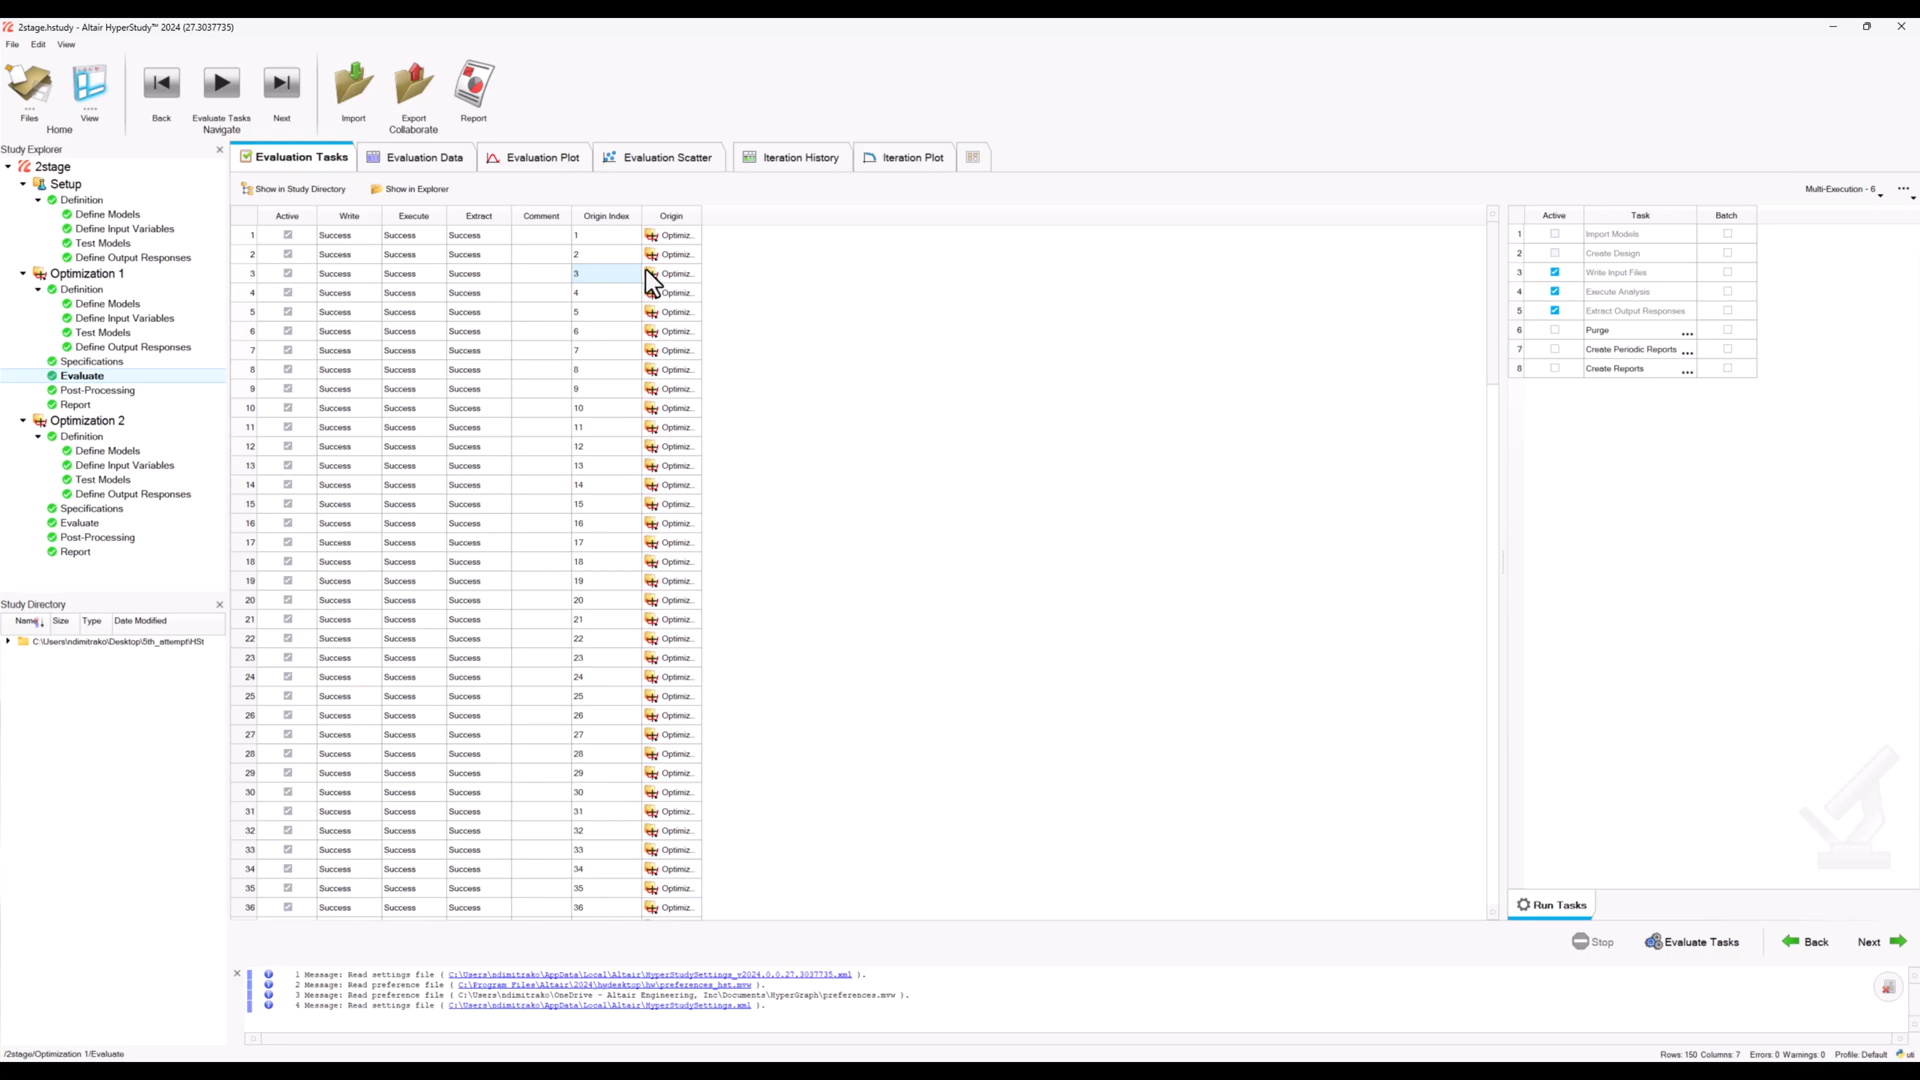 2stage.hstudy - Altair HyperStudy™ 2024 (27.3037735)
File Edit View
Files View Back Evaluate Tasks Next Import Export Report
Home Navigate Collaborate
Study Explorer
2stage
Setup
Definition
Define Models
Define Input Variables
Test Models
Define Output Responses
Optimization 1
Definition
Define Models
Define Input Variables
Test Models
Define Output Responses
Specifications
Evaluate
Post-Processing
Report
Optimization 2
Definition
Define Models
Define Input Variables
Test Models
Define Output Responses
Specifications
Evaluate
Post-Processing
Report
Study Directory
Name Size Type Date Modified
C:\Users\ndimitrako\Desktop\5th_attempt\HSt
Evaluation Tasks Evaluation Data Evaluation Plot Evaluation Scatter Iteration History Iteration Plot
Show in Study Directory Show in Explorer Multi-Execution - 6
Active Write Execute Extract Comment Origin Index Origin
1 Success Success Success 1 Optimiz...
2 Success Success Success 2 Optimiz...
3 Success Success Success 3 Optimiz...
4 Success Success Success 4 Optimiz...
5 Success Success Success 5 Optimiz...
6 Success Success Success 6 Optimiz...
7 Success Success Success 7 Optimiz...
8 Success Success Success 8 Optimiz...
9 Success Success Success 9 Optimiz...
10 Success Success Success 10 Optimiz...
11 Success Success Success 11 Optimiz...
12 Success Success Success 12 Optimiz...
13 Success Success Success 13 Optimiz...
14 Success Success Success 14 Optimiz...
15 Success Success Success 15 Optimiz...
16 Success Success Success 16 Optimiz...
17 Success Success Success 17 Optimiz...
18 Success Success Success 18 Optimiz...
19 Success Success Success 19 Optimiz...
20 Success Success Success 20 Optimiz...
21 Success Success Success 21 Optimiz...
22 Success Success Success 22 Optimiz...
23 Success Success Success 23 Optimiz...
24 Success Success Success 24 Optimiz...
25 Success Success Success 25 Optimiz...
26 Success Success Success 26 Optimiz...
27 Success Success Success 27 Optimiz...
28 Success Success Success 28 Optimiz...
29 Success Success Success 29 Optimiz...
30 Success Success Success 30 Optimiz...
31 Success Success Success 31 Optimiz...
32 Success Success Success 32 Optimiz...
33 Success Success Success 33 Optimiz...
34 Success Success Success 34 Optimiz...
35 Success Success Success 35 Optimiz...
36 Success Success Success 36 Optimiz...
Active Task Batch
1 Import Models
2 Create Design
3 Write Input Files
4 Execute Analysis
5 Extract Output Responses
6 Purge ...
7 Create Periodic Reports ...
8 Create Reports ...
Run Tasks
Stop Evaluate Tasks Back Next
1 Message: Read settings file ( C:\Users\ndimitrako\AppData\Local\Altair\HyperStudySettings_v2024.0.0.27.3037735.xml ).
2 Message: Read preference file ( C:\Program Files\Altair\2024\hwdesktop\hw\preferences_hst.mvw ).
3 Message: Read preference file ( C:\Users\ndimitrako\OneDrive - Altair Engineering, Inc\Documents\HyperGraph\preferences.mvw ).
4 Message: Read settings file ( C:\Users\ndimitrako\AppData\Local\Altair\HyperStudySettings.xml ).
/2stage/Optimization 1/Evaluate Rows: 150 Columns: 7 Errors: 0 Warnings: 0 Profile: Default uti